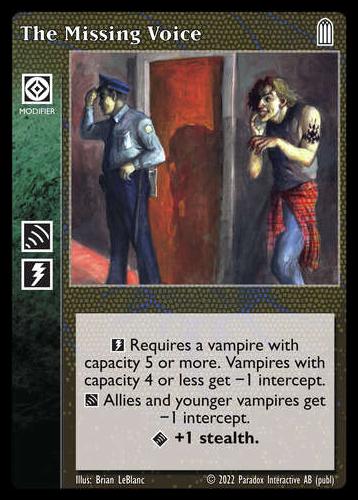 The Missing Voice
MODIFIER
Requires a vampire with
capacity 5 or more. Vampires with
capacity 4 or less get −1 intercept.
Allies and younger vampires get
−1 intercept.
+1 stealth.
Illus: Brian LeBlanc © 2022 Paradox Interactive AB (publ)